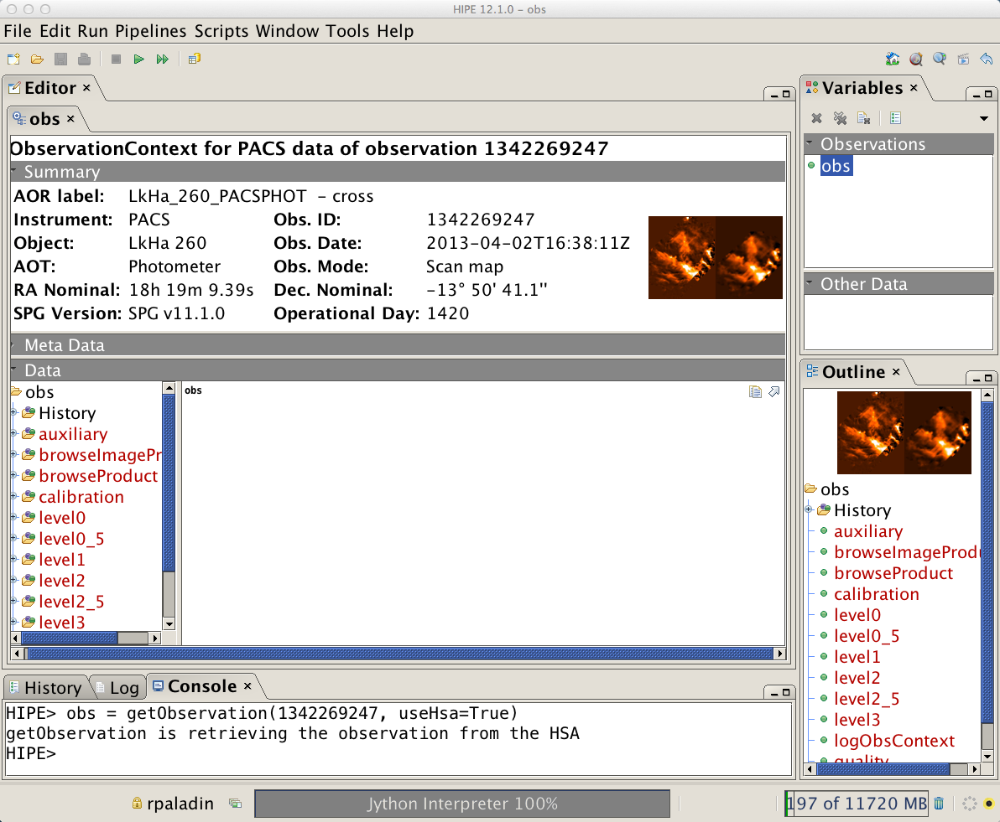 HIPE 12.1.0 – obs
File Edit Run Pipelines Scripts Window Tools Help
Editor ×
obs ×
ObservationContext for PACS data of observation 1342269247
Summary
AOR label: LkHa_260_PACSPHOT – cross
Instrument: PACS Obs. ID: 1342269247
Object: LkHa 260 Obs. Date: 2013-04-02T16:38:11Z
AOT: Photometer Obs. Mode: Scan map
RA Nominal: 18h 19m 9.39s Dec. Nominal: -13° 50' 41.1"
SPG Version: SPG v11.1.0 Operational Day: 1420
Meta Data
Data
obs
History
auxiliary
browseImagePr
browseProduct
calibration
level0
level0_5
level1
level2
level2_5
level3
obs
History Log Console ×
HIPE> obs = getObservation(1342269247, useHsa=True)
getObservation is retrieving the observation from the HSA
HIPE>
Variables ×
Observations
obs
Other Data
Outline ×
obs
History
auxiliary
browseImageProdu
browseProduct
calibration
level0
level0_5
level1
level2
level2_5
level3
logObsContext
quality
rpaladin
Jython Interpreter 100%
197 of 11720 MB